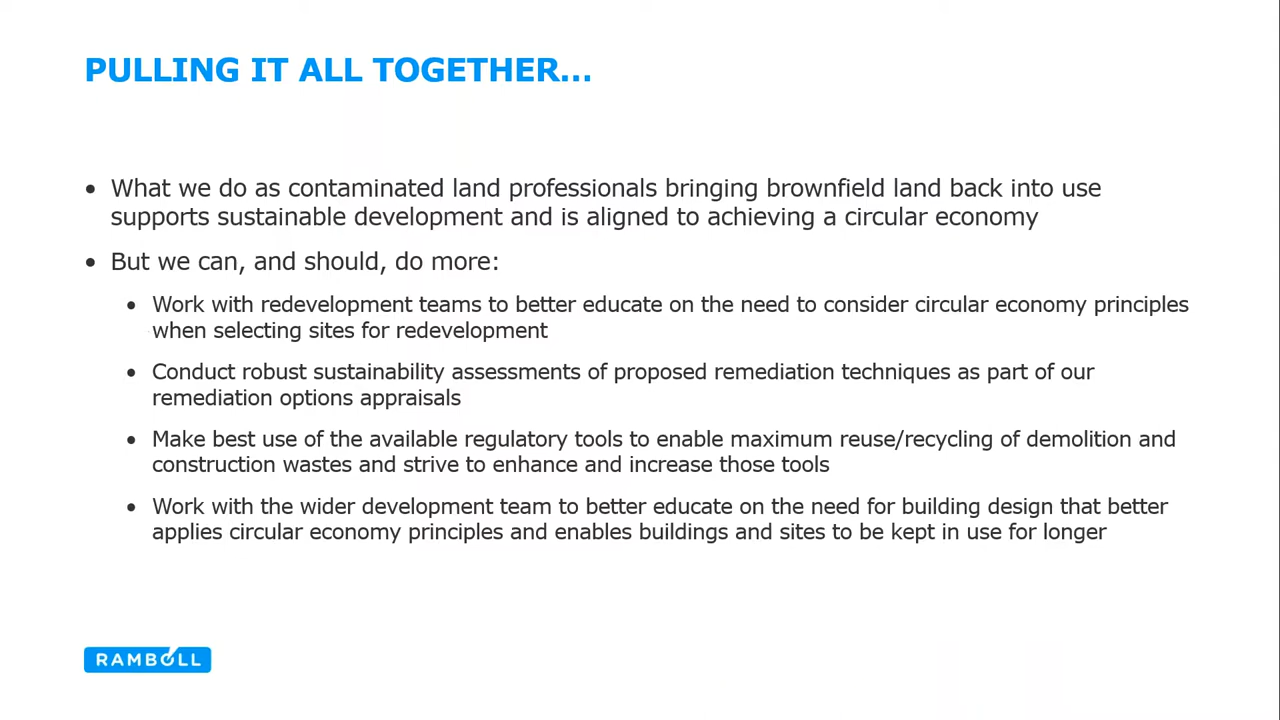 PULLING IT ALL TOGETHER...
• What we do as contaminated land professionals bringing brownfield land back into use
supports sustainable development and is aligned to achieving a circular economy
• But we can, and should, do more:
• Work with redevelopment teams to better educate on the need to consider circular economy principles
when selecting sites for redevelopment
• Conduct robust sustainability assessments of proposed remediation techniques as part of our
remediation options appraisals
• Make best use of the available regulatory tools to enable maximum reuse/recycling of demolition and
construction wastes and strive to enhance and increase those tools
• Work with the wider development team to better educate on the need for building design that better
applies circular economy principles and enables buildings and sites to be kept in use for longer
RAMBOLL